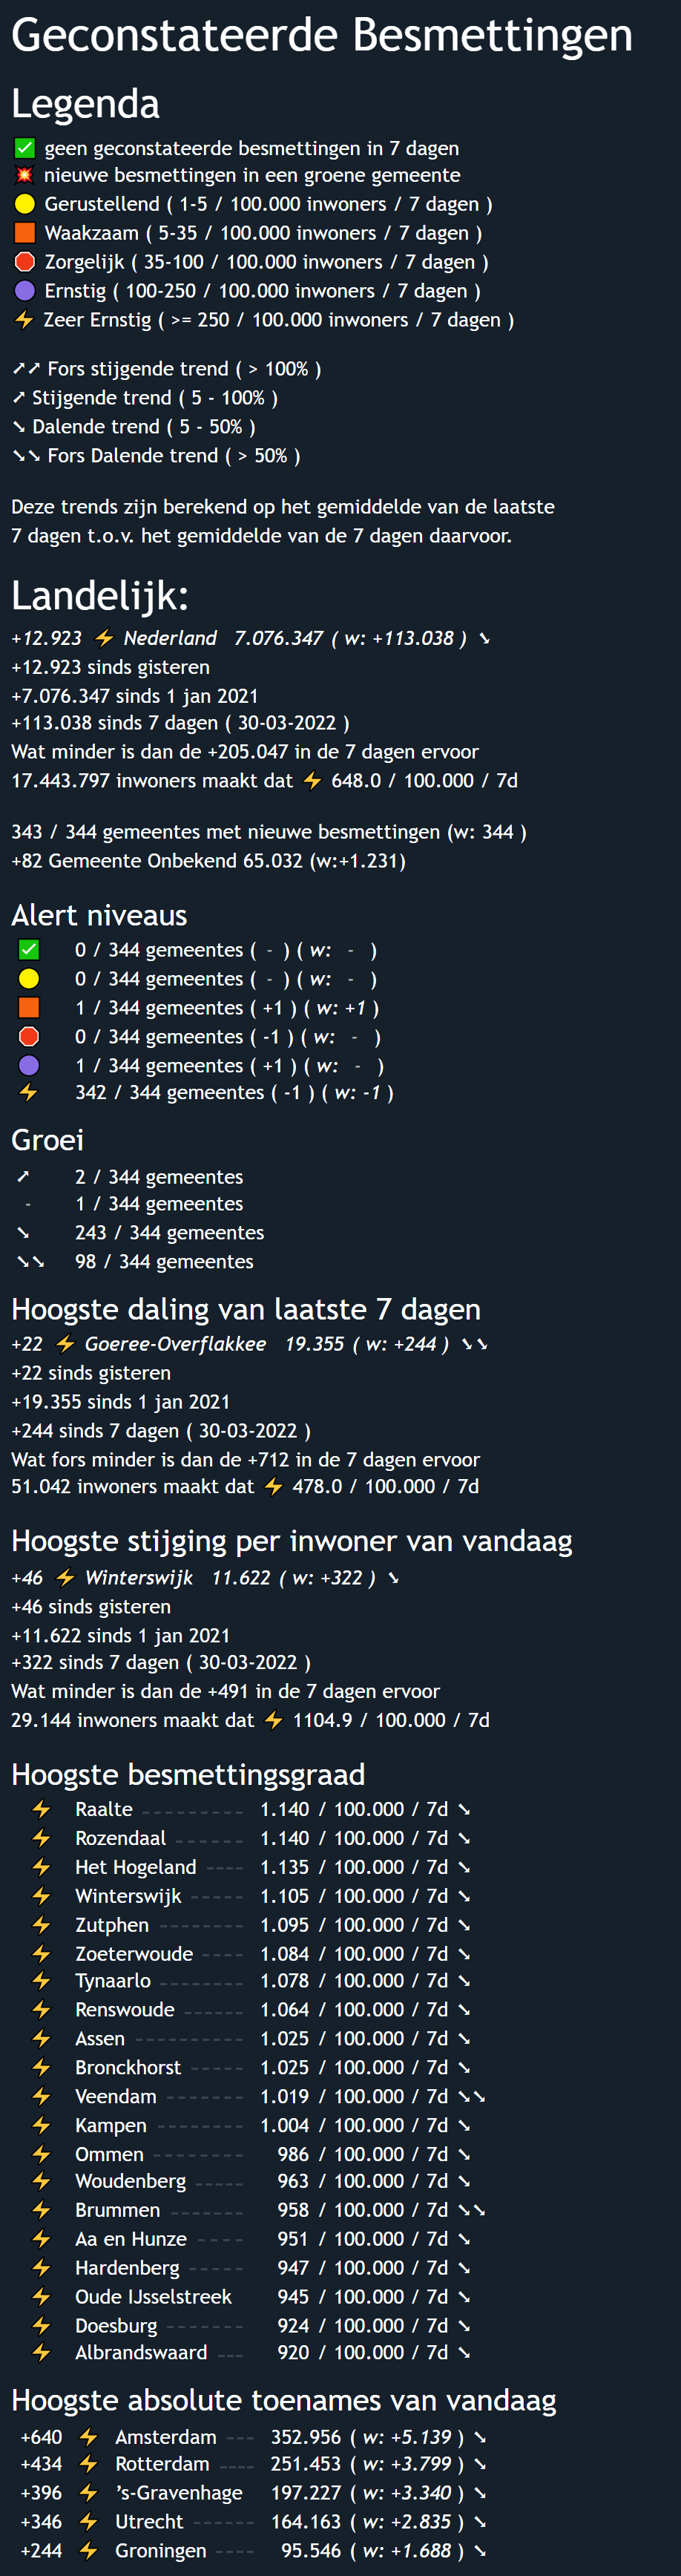 Geconstateerde Besmettingen
Legenda
✅ geen geconstateerde besmettingen in 7 dagen
💥 nieuwe besmettingen in een groene gemeente
🟡 Gerustellend ( 1-5 / 100.000 inwoners / 7 dagen )
🟧 Waakzaam ( 5-35 / 100.000 inwoners / 7 dagen )
🛑 Zorgelijk ( 35-100 / 100.000 inwoners / 7 dagen )
🟣 Ernstig ( 100-250 / 100.000 inwoners / 7 dagen )
⚡ Zeer Ernstig ( >= 250 / 100.000 inwoners / 7 dagen )
➚➚ Fors stijgende trend ( > 100% )
➚ Stijgende trend ( 5 - 100% )
➘ Dalende trend ( 5 - 50% )
➘➘ Fors Dalende trend ( > 50% )
Deze trends zijn berekend op het gemiddelde van de laatste
7 dagen t.o.v. het gemiddelde van de 7 dagen daarvoor.
Landelijk:
+12.923 ⚡ Nederland 7.076.347 ( w: +113.038 ) ➘
+12.923 sinds gisteren
+7.076.347 sinds 1 jan 2021
+113.038 sinds 7 dagen ( 30-03-2022 )
Wat minder is dan de +205.047 in de 7 dagen ervoor
17.443.797 inwoners maakt dat ⚡ 648.0 / 100.000 / 7d
343 / 344 gemeentes met nieuwe besmettingen (w: 344 )
+82 Gemeente Onbekend 65.032 (w:+1.231)
Alert niveaus
✅ 0 / 344 gemeentes ( - ) ( w: - )
🟡 0 / 344 gemeentes ( - ) ( w: - )
🟧 1 / 344 gemeentes ( +1 ) ( w: +1 )
🛑 0 / 344 gemeentes ( -1 ) ( w: - )
🟣 1 / 344 gemeentes ( +1 ) ( w: - )
⚡ 342 / 344 gemeentes ( -1 ) ( w: -1 )
Groei
➚ 2 / 344 gemeentes
- 1 / 344 gemeentes
➘ 243 / 344 gemeentes
➘➘ 98 / 344 gemeentes
Hoogste daling van laatste 7 dagen
+22 ⚡ Goeree-Overflakkee 19.355 ( w: +244 ) ➘➘
+22 sinds gisteren
+19.355 sinds 1 jan 2021
+244 sinds 7 dagen ( 30-03-2022 )
Wat fors minder is dan de +712 in de 7 dagen ervoor
51.042 inwoners maakt dat ⚡ 478.0 / 100.000 / 7d
Hoogste stijging per inwoner van vandaag
+46 ⚡ Winterswijk 11.622 ( w: +322 ) ➘
+46 sinds gisteren
+11.622 sinds 1 jan 2021
+322 sinds 7 dagen ( 30-03-2022 )
Wat minder is dan de +491 in de 7 dagen ervoor
29.144 inwoners maakt dat ⚡ 1104.9 / 100.000 / 7d
Hoogste besmettingsgraad
⚡ Raalte ---------- 1.140 / 100.000 / 7d ➘
⚡ Rozendaal ------ 1.140 / 100.000 / 7d ➘
⚡ Het Hogeland ---- 1.135 / 100.000 / 7d ➘
⚡ Winterswijk ----- 1.105 / 100.000 / 7d ➘
⚡ Zutphen -------- 1.095 / 100.000 / 7d ➘
⚡ Zoeterwoude ---- 1.084 / 100.000 / 7d ➘
⚡ Tynaarlo -------- 1.078 / 100.000 / 7d ➘
⚡ Renswoude ------ 1.064 / 100.000 / 7d ➘
⚡ Assen ---------- 1.025 / 100.000 / 7d ➘
⚡ Bronckhorst ----- 1.025 / 100.000 / 7d ➘
⚡ Veendam ------- 1.019 / 100.000 / 7d ➘➘
⚡ Kampen -------- 1.004 / 100.000 / 7d ➘
⚡ Ommen -------- 986 / 100.000 / 7d ➘
⚡ Woudenberg ----- 963 / 100.000 / 7d ➘
⚡ Brummen ------- 958 / 100.000 / 7d ➘➘
⚡ Aa en Hunze ---- 951 / 100.000 / 7d ➘
⚡ Hardenberg ----- 947 / 100.000 / 7d ➘
⚡ Oude IJsselstreek 945 / 100.000 / 7d ➘
⚡ Doesburg ------- 924 / 100.000 / 7d ➘
⚡ Albrandswaard --- 920 / 100.000 / 7d ➘
Hoogste absolute toenames van vandaag
+640 ⚡ Amsterdam --- 352.956 ( w: +5.139 ) ➘
+434 ⚡ Rotterdam ---- 251.453 ( w: +3.799 ) ➘
+396 ⚡ ’s-Gravenhage 197.227 ( w: +3.340 ) ➘
+346 ⚡ Utrecht ------ 164.163 ( w: +2.835 ) ➘
+244 ⚡ Groningen ---- 95.546 ( w: +1.688 ) ➘